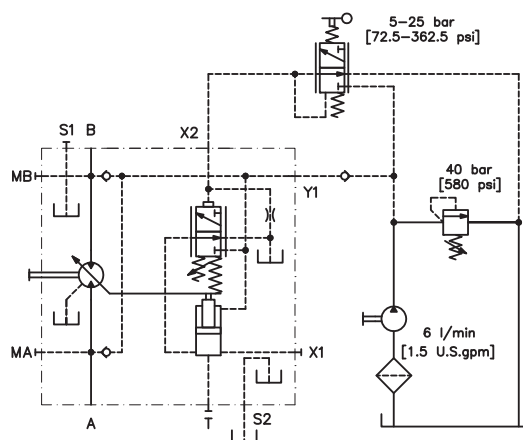 5-25 bar
[72.5-362.5 psi]
S1 B
X2
MB
Y1
40 bar
[580 psi]
6 l/min
[1.5 U.S.gpm]
MA
X1
A
T
S2